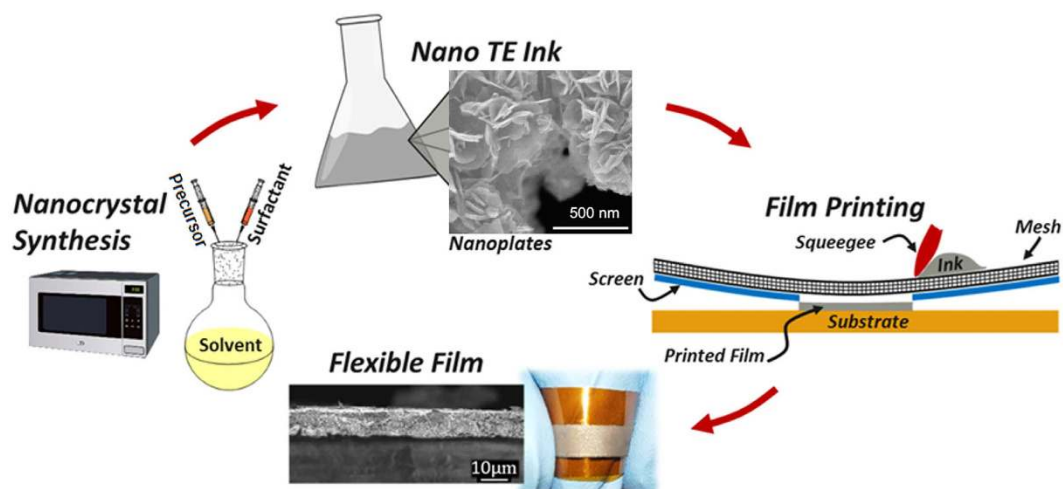 Nano TE Ink
500 nm
Nanoplates
Nanocrystal
Synthesis
Precursor
Surfactant
Solvent
Film Printing
Squeegee
Mesh
Ink
Screen
Substrate
Printed Film
Flexible Film
10μm